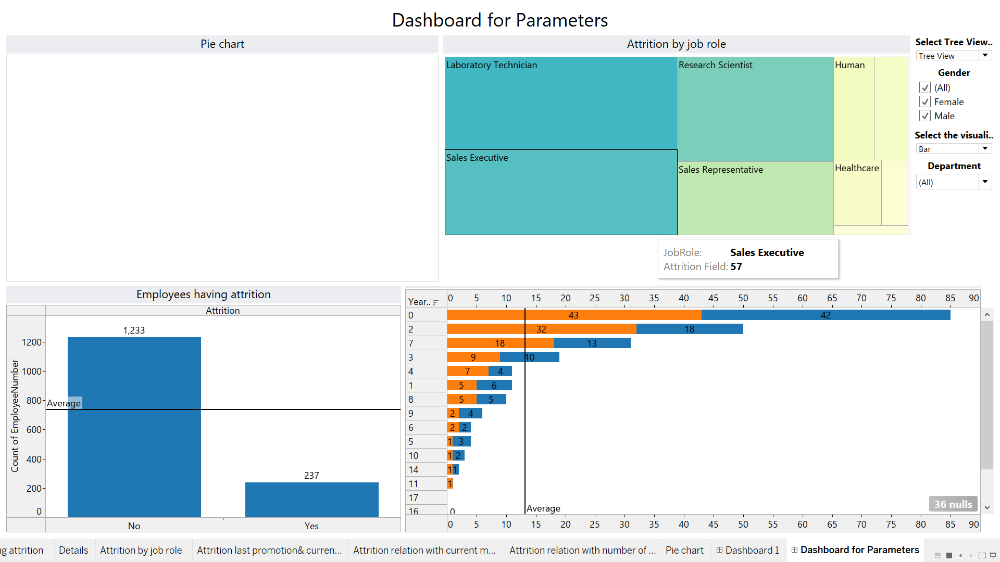 Dashboard for Parameters
Pie chart
Attrition by job role
Laboratory Technician
Research Scientist
Human
Sales Executive
Sales Representative
Healthcare
JobRole: Sales Executive
Attrition Field: 57
Select Tree View..
Tree View
Gender
(All)
Female
Male
Select the visuali..
Bar
Department
(All)
Employees having attrition
Attrition
Count of EmployeeNumber
1200
1000
800
600
400
200
0
1,233
237
Average
No
Yes
Year..
0 5 10 15 20 25 30 35 40 45 50 55 60 65 70 75 80 85 90
0 43 42
2 32 18
7 18 13
3 9 10
4 7 4
1 5 6
8 5 5
9 2 4
6 2 2
5 1 3
10 1 2
14 1 1
11 1
17
16 0
Average
36 nulls
0 5 10 15 20 25 30 35 40 45 50 55 60 65 70 75 80 85 90
ng attrition Details Attrition by job role Attrition last promotion& curren... Attrition relation with current m... Attrition relation with number of ... Pie chart Dashboard 1 Dashboard for Parameters